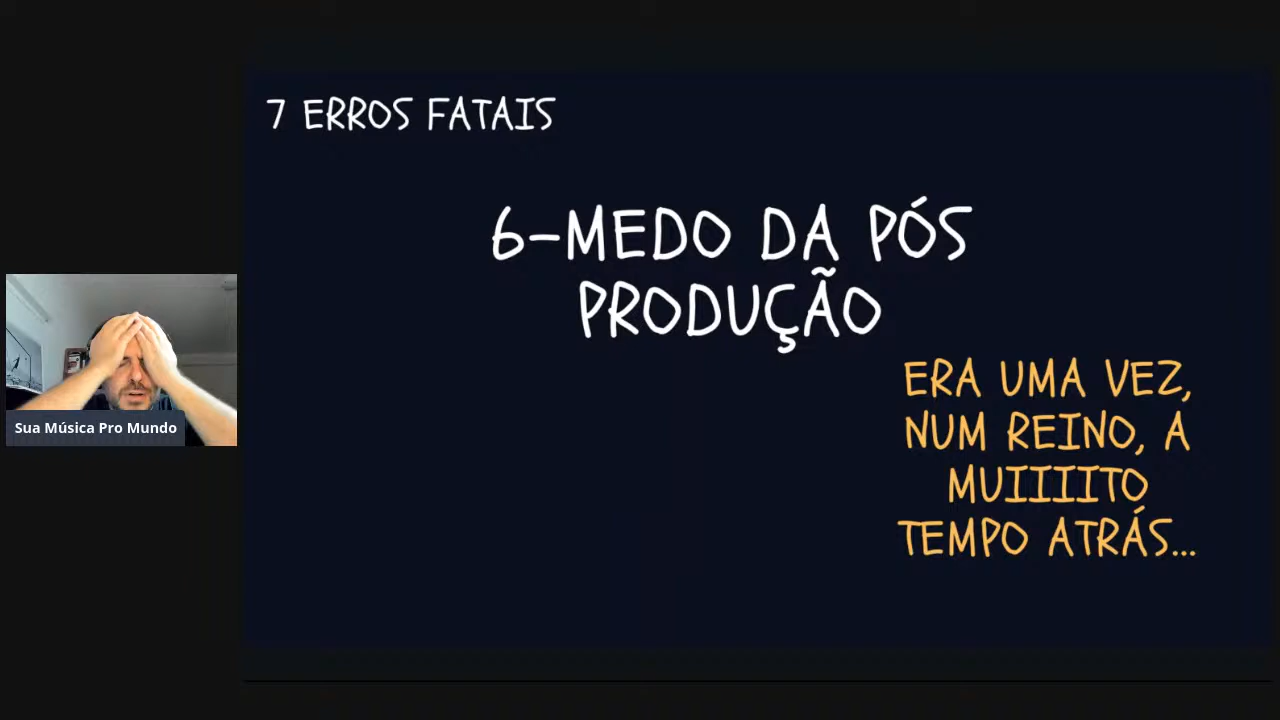 7 ERROS FATAIS
6-MEDO DA PÓS
PRODUÇÃO
ERA UMA VEZ,
NUM REINO, A
MUIIIITO
TEMPO ATRÁS...
Sua Música Pro Mundo